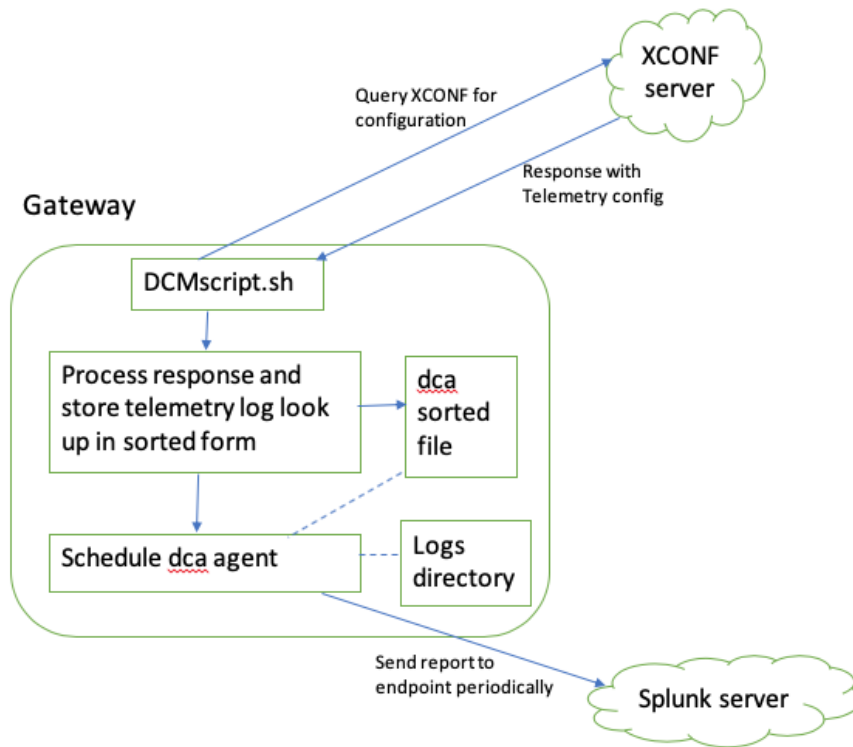 XCONF
server
Query XCONF for
configuration
Response with
Telemetry config
Gateway
DCMscript.sh
Process response and
store telemetry log look
up in sorted form
dca
sorted
file
Schedule dca agent
Logs
directory
Send report to
endpoint periodically
Splunk server